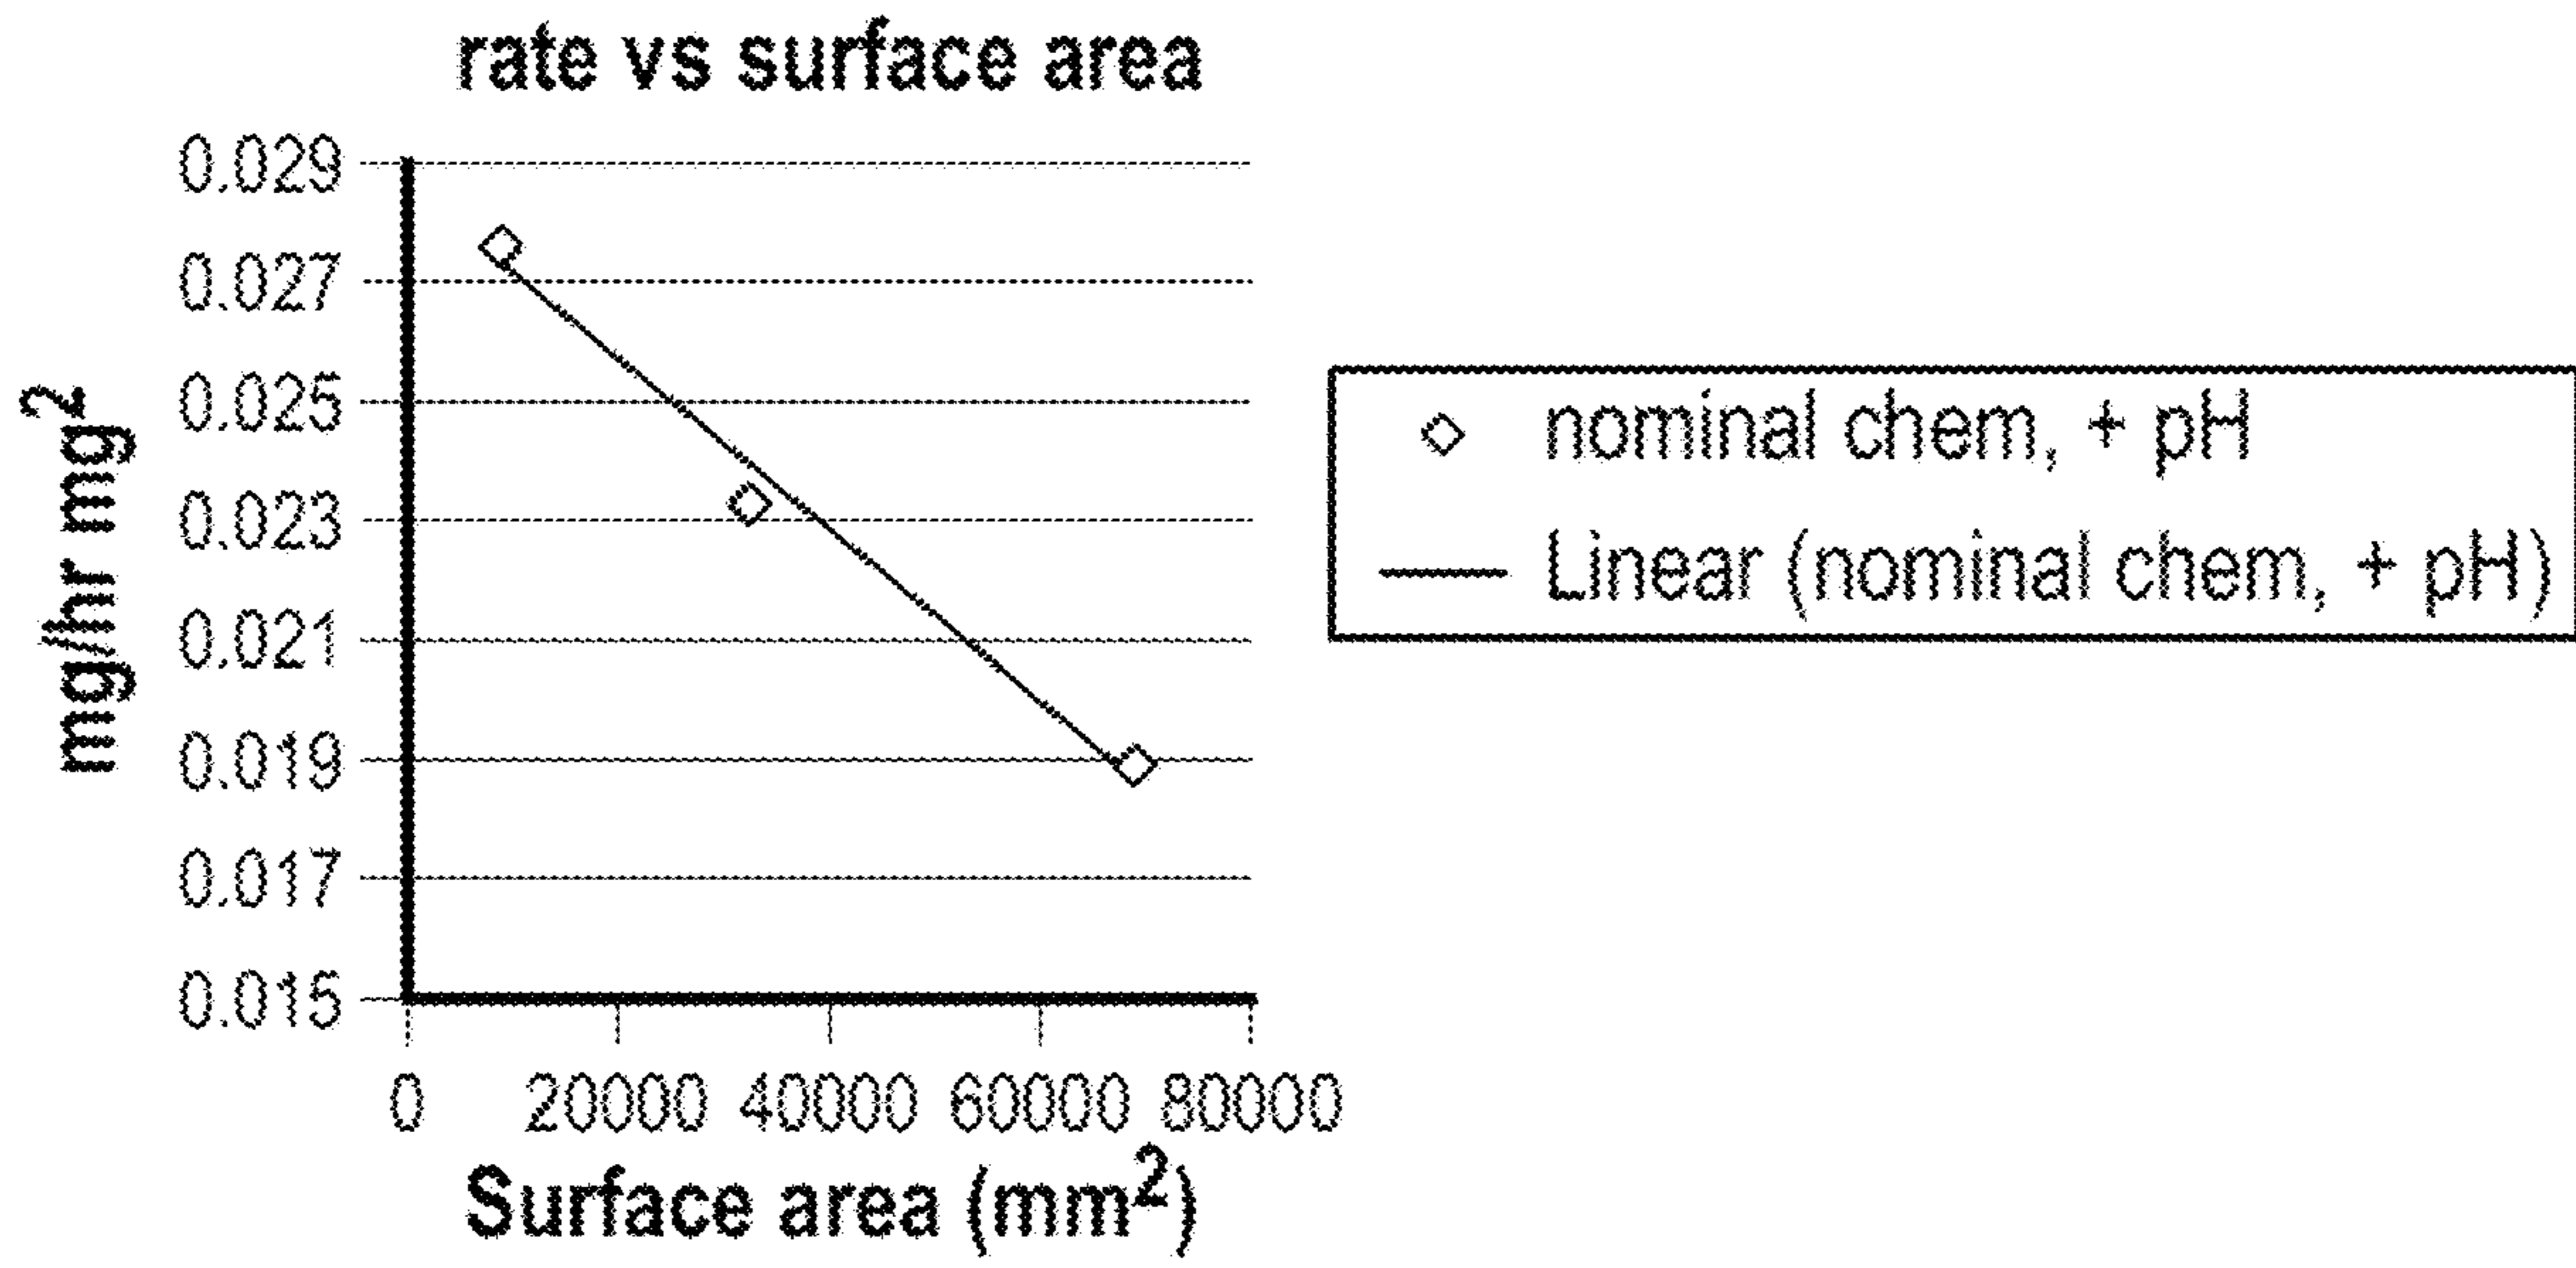 rate vs surface area
0.029
0.027
0.025
0.023
0.021
0.019
0.017
0.015
mg/hr mg²
0 20000 40000 60000 80000
Surface area (mm²)
nominal chem, + pH
Linear (nominal chem, + pH)